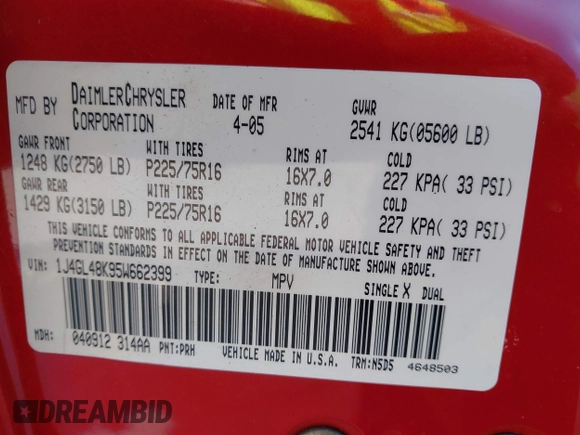 MFD BY DAIMLERCHRYSLER CORPORATION DATE OF MFR 4-05 GVWR 2541 KG(05600 LB)
GAWR FRONT WITH TIRES RIMS AT COLD
1248 KG(2750 LB) P225/75R16 16X7.0 227 KPA( 33 PSI)
GAWR REAR WITH TIRES RIMS AT COLD
1429 KG(3150 LB) P225/75R16 16X7.0 227 KPA( 33 PSI)
THIS VEHICLE CONFORMS TO ALL APPLICABLE FEDERAL MOTOR VEHICLE SAFETY AND THEFT
PREVENTION STANDARDS IN EFFECT ON THE DATE OF MANUFACTURE SHOWN ABOVE.
VIN: 1J4GL48K95W662399 TYPE: MPV SINGLE X DUAL
MDH: 040912 314AA PNT:PRH VEHICLE MADE IN U.S.A. TRM:N5D5 4648503
DREAMBID